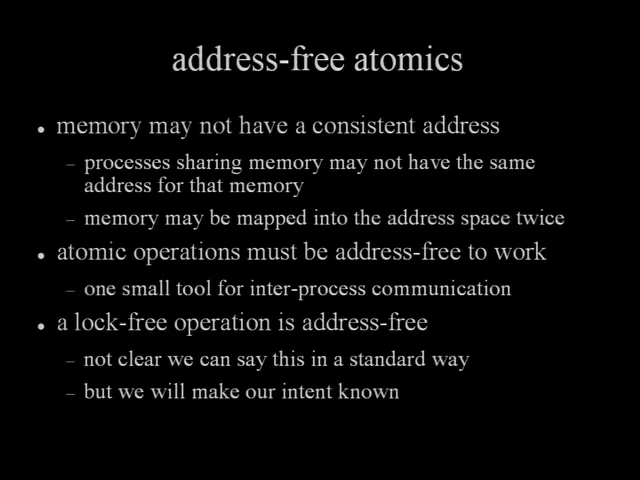 address-free atomics
• memory may not have a consistent address
– processes sharing memory may not have the same
address for that memory
– memory may be mapped into the address space twice
• atomic operations must be address-free to work
– one small tool for inter-process communication
• a lock-free operation is address-free
– not clear we can say this in a standard way
– but we will make our intent known